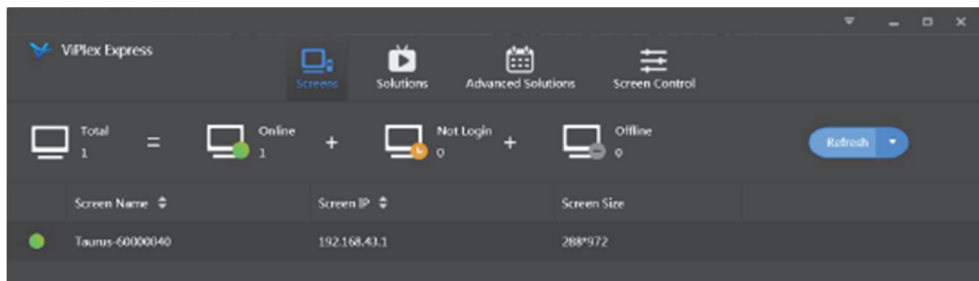 ViPlex Express
Screens
Solutions
Advanced Solutions
Screen Control
Total
1
=
Online
1
+
Not Login
0
+
Offline
0
Refresh
Screen Name
Screen IP
Screen Size
Taurus-60000040
192.168.43.1
288*972